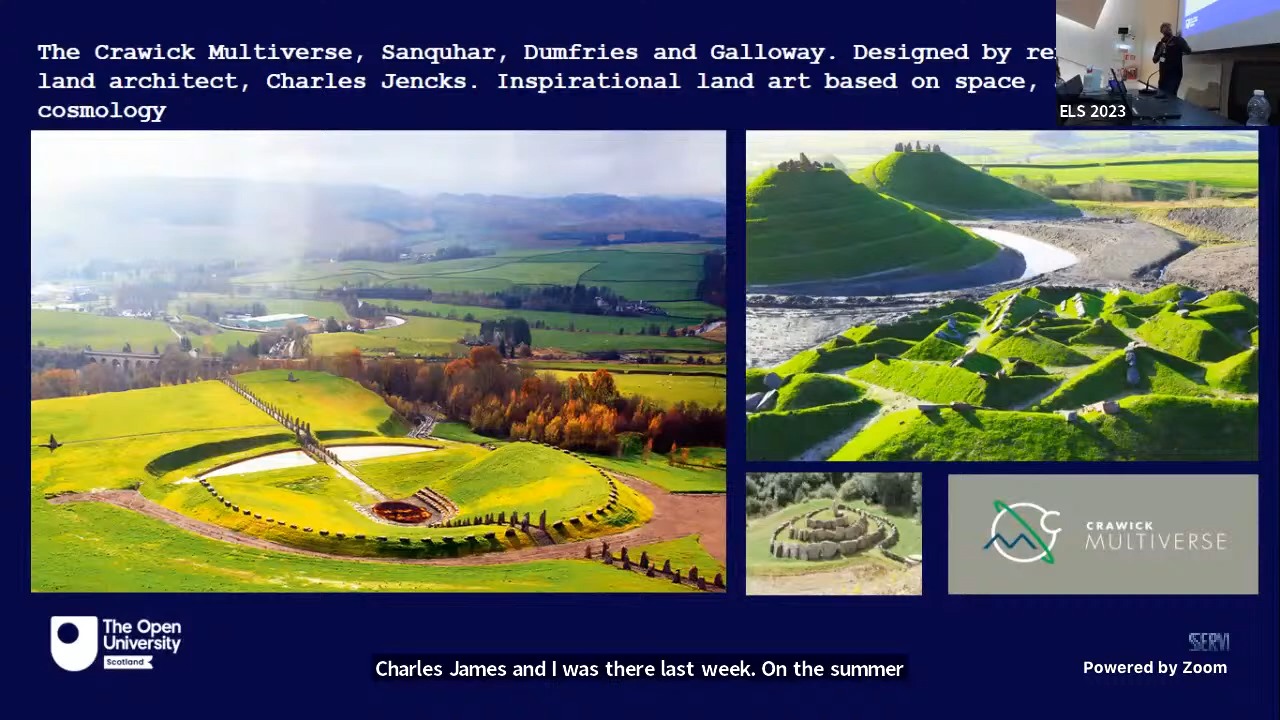 The Crawick Multiverse, Sanquhar, Dumfries and Galloway. Designed by
land architect, Charles Jencks. Inspirational land art based on space,
cosmology
ELS 2023
CRAWICK
MULTIVERSE
The Open
University
Scotland
Charles James and I was there last week. On the summer
Powered by Zoom